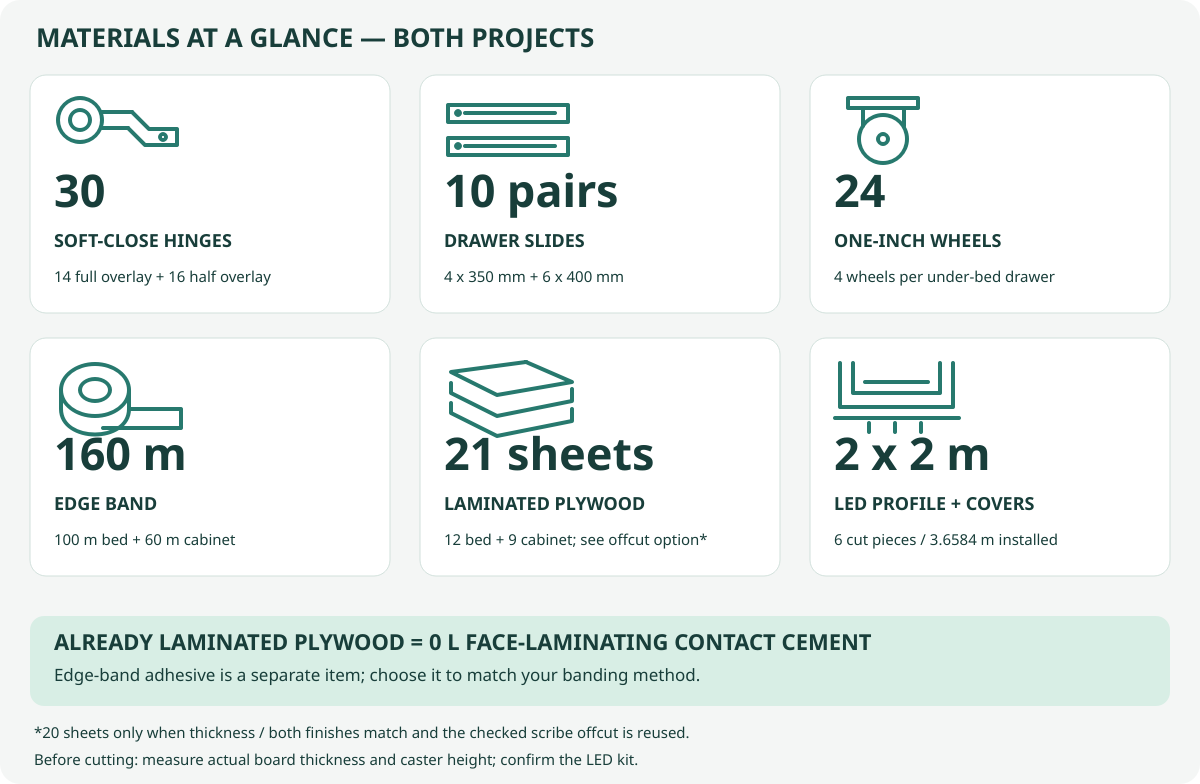 MATERIALS AT A GLANCE — BOTH PROJECTS
30
SOFT-CLOSE HINGES
14 full overlay + 16 half overlay
10 pairs
DRAWER SLIDES
4 x 350 mm + 6 x 400 mm
24
ONE-INCH WHEELS
4 wheels per under-bed drawer
160 m
EDGE BAND
100 m bed + 60 m cabinet
21 sheets
LAMINATED PLYWOOD
12 bed + 9 cabinet; see offcut option*
2 x 2 m
LED PROFILE + COVERS
6 cut pieces / 3.6584 m installed
ALREADY LAMINATED PLYWOOD = 0 L FACE-LAMINATING CONTACT CEMENT
Edge-band adhesive is a separate item; choose it to match your banding method.
*20 sheets only when thickness / both finishes match and the checked scribe offcut is reused.
Before cutting: measure actual board thickness and caster height; confirm the LED kit.